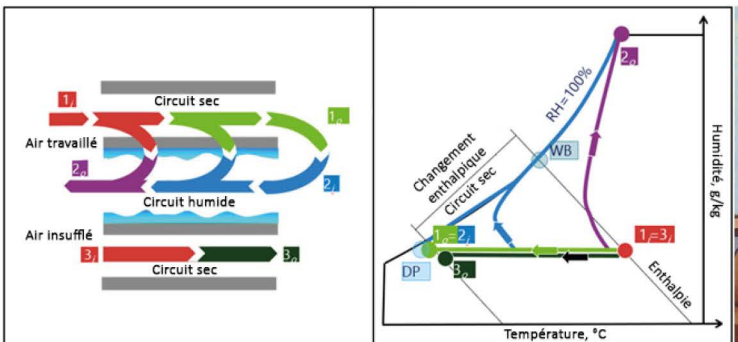 Circuit sec
1i
1o
Air travaillé
2o
2i
Circuit humide
Air insufflé
3i
3o
Circuit sec
2o
RH=100%
WB
Changement
enthalpique
Circuit sec
Humidité, g/kg
1o=2i
1i=3i
DP
3o
Enthalpie
Température, °C